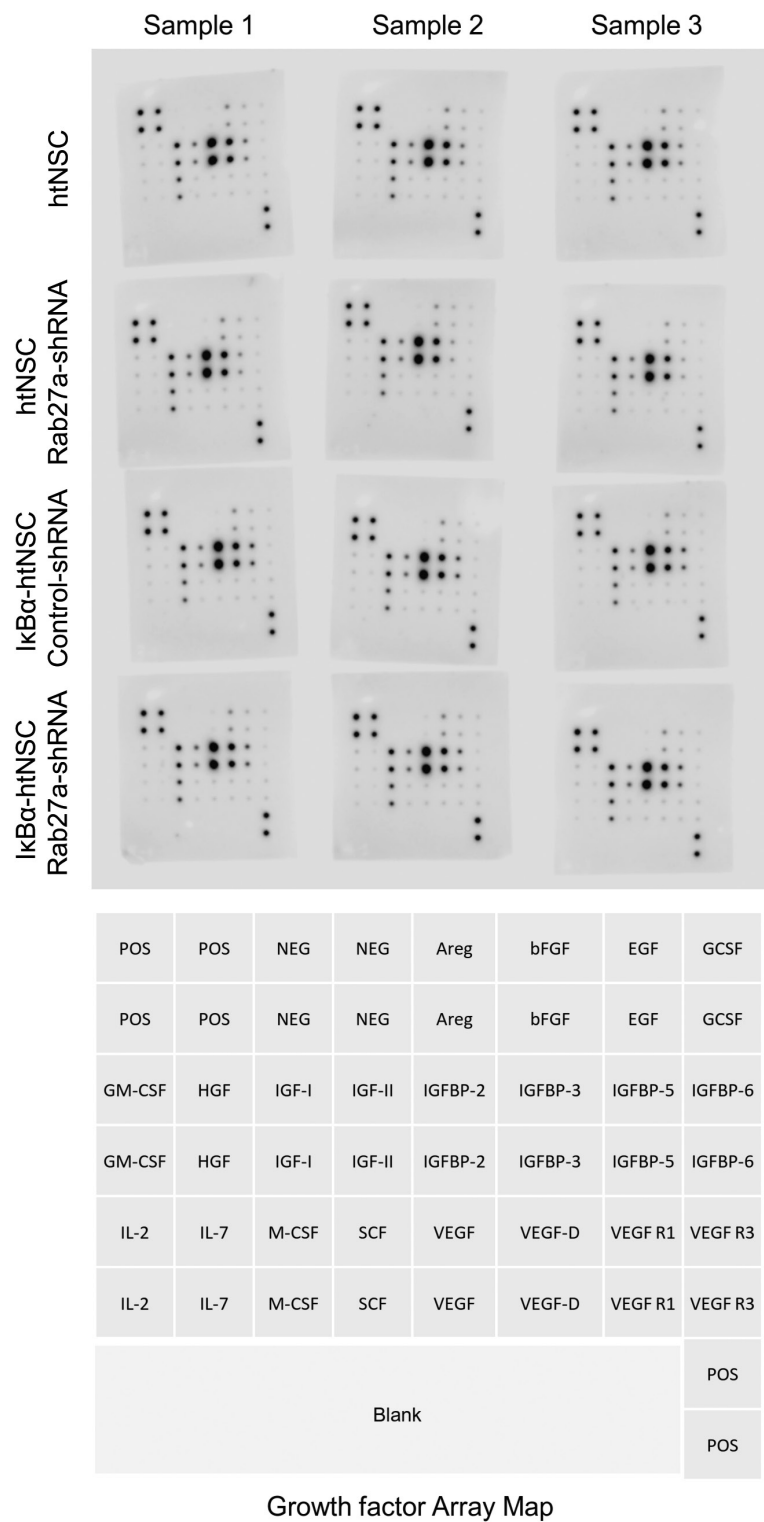 Sample 1 Sample 2 Sample 3
htNSC
htNSC
Rab27a-shRNA
IκBα-htNSC
Control-shRNA
IκBα-htNSC
Rab27a-shRNA
POS POS NEG NEG Areg bFGF EGF GCSF
POS POS NEG NEG Areg bFGF EGF GCSF
GM-CSF HGF IGF-I IGF-II IGFBP-2 IGFBP-3 IGFBP-5 IGFBP-6
GM-CSF HGF IGF-I IGF-II IGFBP-2 IGFBP-3 IGFBP-5 IGFBP-6
IL-2 IL-7 M-CSF SCF VEGF VEGF-D VEGF R1 VEGF R3
IL-2 IL-7 M-CSF SCF VEGF VEGF-D VEGF R1 VEGF R3
POS
Blank
POS
Growth factor Array Map